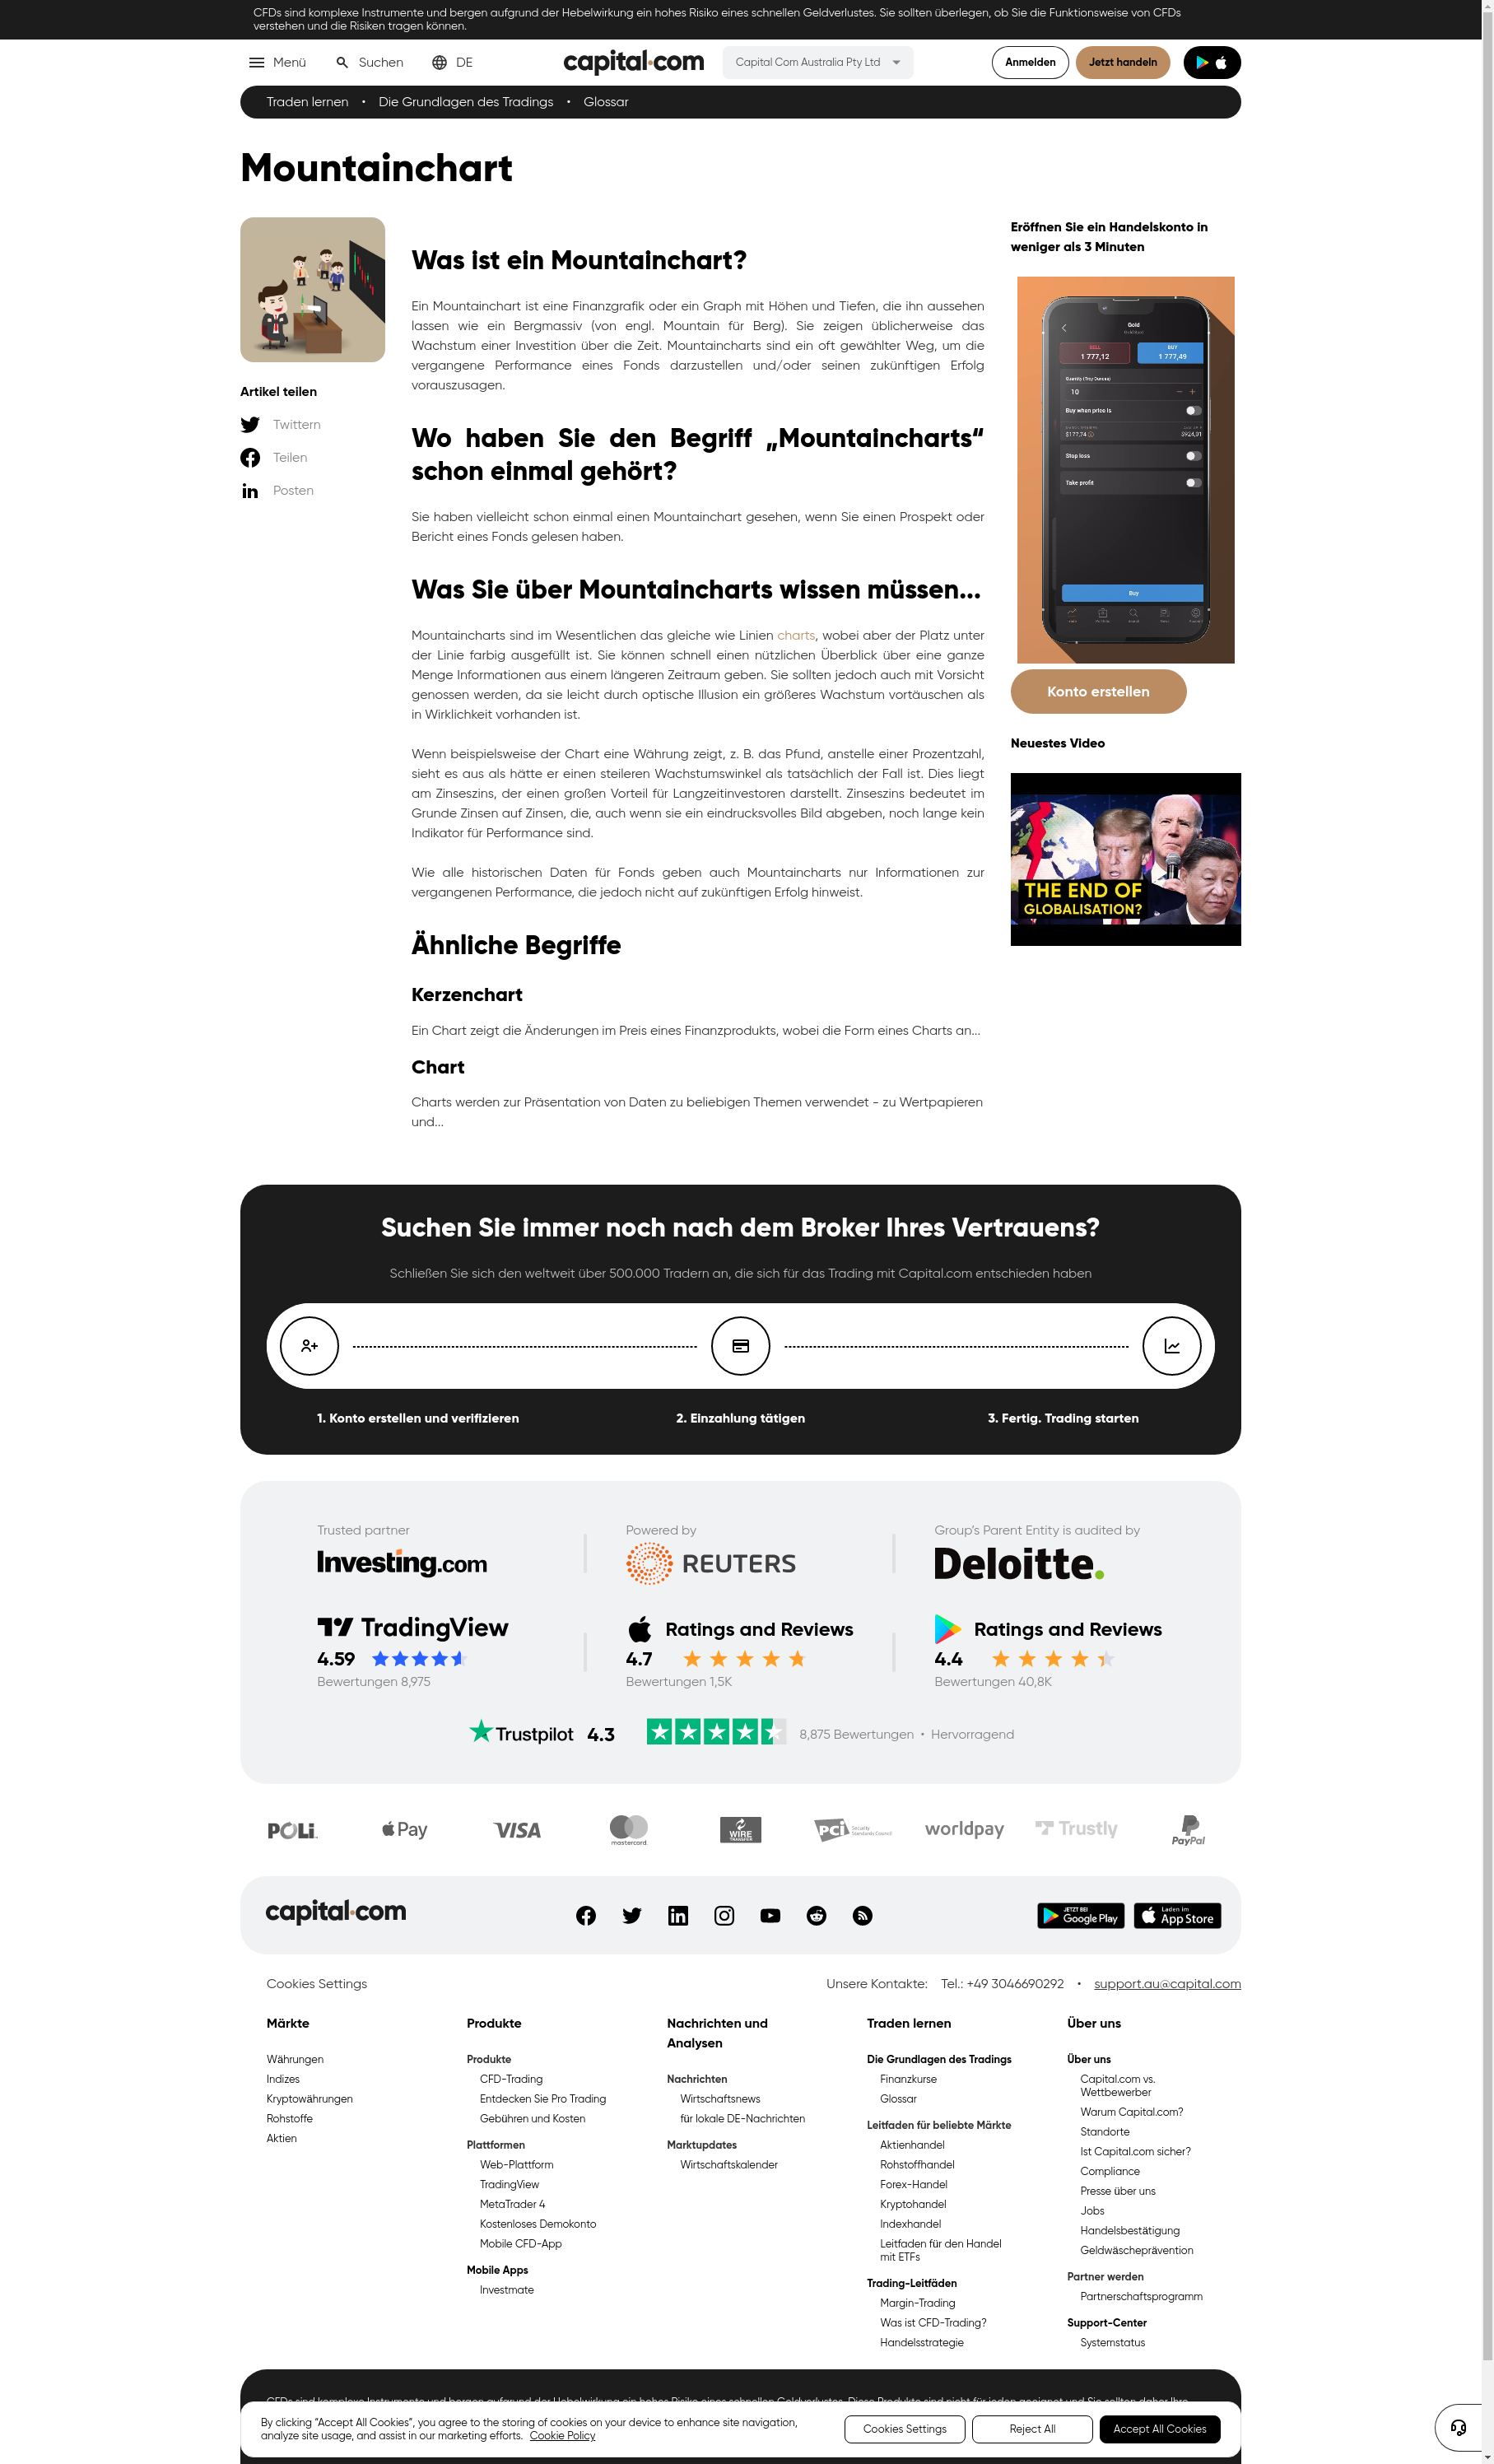 CFDs sind komplexe Instrumente und bergen aufgrund der Hebelwirkung ein hohes Risiko eines schnellen Geldverlustes. Sie sollten überlegen, ob Sie die Funktionsweise von CFDs
verstehen und die Risiken tragen können.
Menü
Suchen
DE
capital.com
Capital Com Australia Pty Ltd
Anmelden
Jetzt handeln
Traden lernen • Die Grundlagen des Tradings • Glossar
Mountainchart
Artikel teilen
Twittern
Teilen
Posten
Was ist ein Mountainchart?
Ein Mountainchart ist eine Finanzgrafik oder ein Graph mit Höhen und Tiefen, die ihn aussehen
lassen wie ein Bergmassiv (von engl. Mountain für Berg). Sie zeigen üblicherweise das
Wachstum einer Investition über die Zeit. Mountaincharts sind ein oft gewählter Weg, um die
vergangene Performance eines Fonds darzustellen und/oder seinen zukünftigen Erfolg
vorauszusagen.
Wo haben Sie den Begriff „Mountaincharts“
schon einmal gehört?
Sie haben vielleicht schon einmal einen Mountainchart gesehen, wenn Sie einen Prospekt oder
Bericht eines Fonds gelesen haben.
Was Sie über Mountaincharts wissen müssen...
Mountaincharts sind im Wesentlichen das gleiche wie Linien charts, wobei aber der Platz unter
der Linie farbig ausgefüllt ist. Sie können schnell einen nützlichen Überblick über eine ganze
Menge Informationen aus einem längeren Zeitraum geben. Sie sollten jedoch auch mit Vorsicht
genossen werden, da sie leicht durch optische Illusion ein größeres Wachstum vortäuschen als
in Wirklichkeit vorhanden ist.
Wenn beispielsweise der Chart eine Währung zeigt, z. B. das Pfund, anstelle einer Prozentzahl,
sieht es aus als hätte er einen steileren Wachstumswinkel als tatsächlich der Fall ist. Dies liegt
am Zinseszins, der einen großen Vorteil für Langzeitinvestoren darstellt. Zinseszins bedeutet im
Grunde Zinsen auf Zinsen, die, auch wenn sie ein eindrucksvolles Bild abgeben, noch lange kein
Indikator für Performance sind.
Wie alle historischen Daten für Fonds geben auch Mountaincharts nur Informationen zur
vergangenen Performance, die jedoch nicht auf zukünftigen Erfolg hinweist.
Ähnliche Begriffe
Kerzenchart
Ein Chart zeigt die Änderungen im Preis eines Finanzprodukts, wobei die Form eines Charts an...
Chart
Charts werden zur Präsentation von Daten zu beliebigen Themen verwendet - zu Wertpapieren
und...
Eröffnen Sie ein Handelskonto in
weniger als 3 Minuten
Gold
SELL
1 777,12
BUY
1 777,49
Quantity (Troy Ounces)
10
Buy when price is
Stop loss
Take profit
Buy
Konto erstellen
Neuestes Video
THE END OF
GLOBALISATION?
Suchen Sie immer noch nach dem Broker Ihres Vertrauens?
Schließen Sie sich den weltweit über 500.000 Tradern an, die sich für das Trading mit Capital.com entschieden haben
1. Konto erstellen und verifizieren
2. Einzahlung tätigen
3. Fertig. Trading starten
Trusted partner
Investing.com
Powered by
REUTERS
Group's Parent Entity is audited by
Deloitte.
TradingView
4.59
Bewertungen 8,975
Ratings and Reviews
4.7
Bewertungen 1,5K
Ratings and Reviews
4.4
Bewertungen 40,8K
Trustpilot 4.3
8,875 Bewertungen • Hervorragend
POLi
Apple Pay
VISA
mastercard
WIRE
TRANSFER
PCI Security
Standards Council
worldpay
Trustly
PayPal
capital.com
JETZT BEI
Google Play
Laden im
App Store
Cookies Settings
Unsere Kontakte: Tel.: +49 3046690292 • support.au@capital.com
Märkte
Währungen
Indizes
Kryptowährungen
Rohstoffe
Aktien
Produkte
Produkte
CFD-Trading
Entdecken Sie Pro Trading
Gebühren und Kosten
Plattformen
Web-Plattform
TradingView
MetaTrader 4
Kostenloses Demokonto
Mobile CFD-App
Mobile Apps
Investmate
Nachrichten und
Analysen
Nachrichten
Wirtschaftsnews
für lokale DE-Nachrichten
Marktupdates
Wirtschaftskalender
Traden lernen
Die Grundlagen des Tradings
Finanzkurse
Glossar
Leitfaden für beliebte Märkte
Aktienhandel
Rohstoffhandel
Forex-Handel
Kryptohandel
Indexhandel
Leitfaden für den Handel
mit ETFs
Trading-Leitfäden
Margin-Trading
Was ist CFD-Trading?
Handelsstrategie
Über uns
Über uns
Capital.com vs.
Wettbewerber
Warum Capital.com?
Standorte
Ist Capital.com sicher?
Compliance
Presse über uns
Jobs
Handelsbestätigung
Geldwäscheprävention
Partner werden
Partnerschaftsprogramm
Support-Center
Systemstatus
By clicking “Accept All Cookies”, you agree to the storing of cookies on your device to enhance site navigation,
analyze site usage, and assist in our marketing efforts. Cookie Policy
Cookies Settings
Reject All
Accept All Cookies